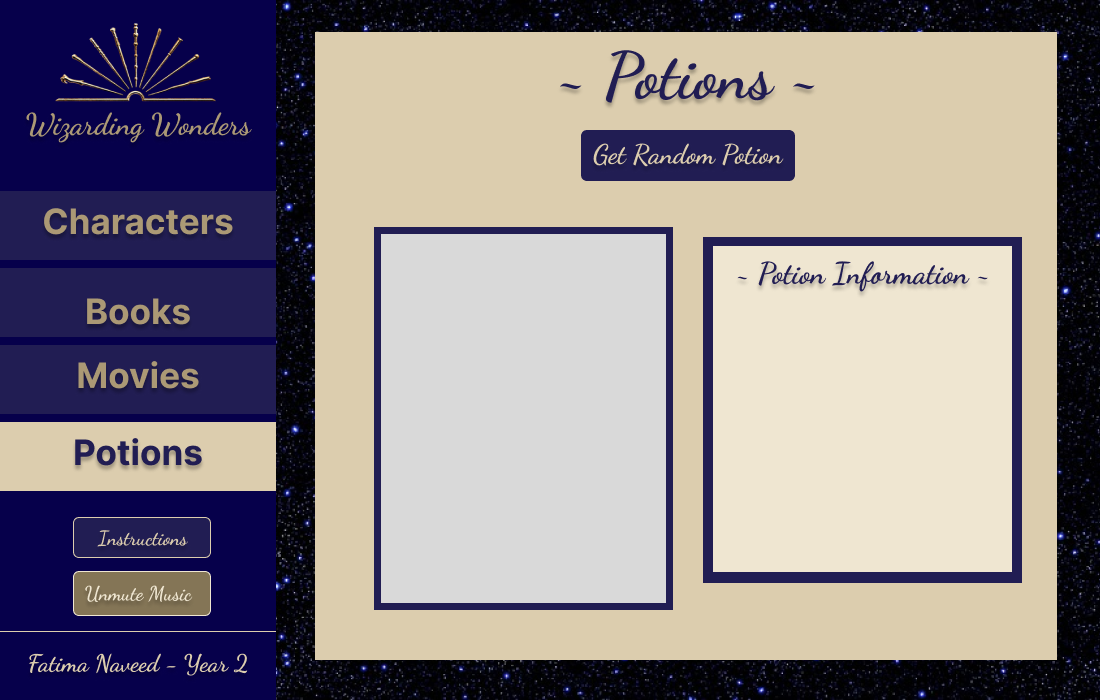 Wizarding Wonders
Characters
Books
Movies
Potions
Instructions
Unmute Music
Fatima Naveed - Year 2
~ Potions ~
Get Random Potion
~ Potion Information ~